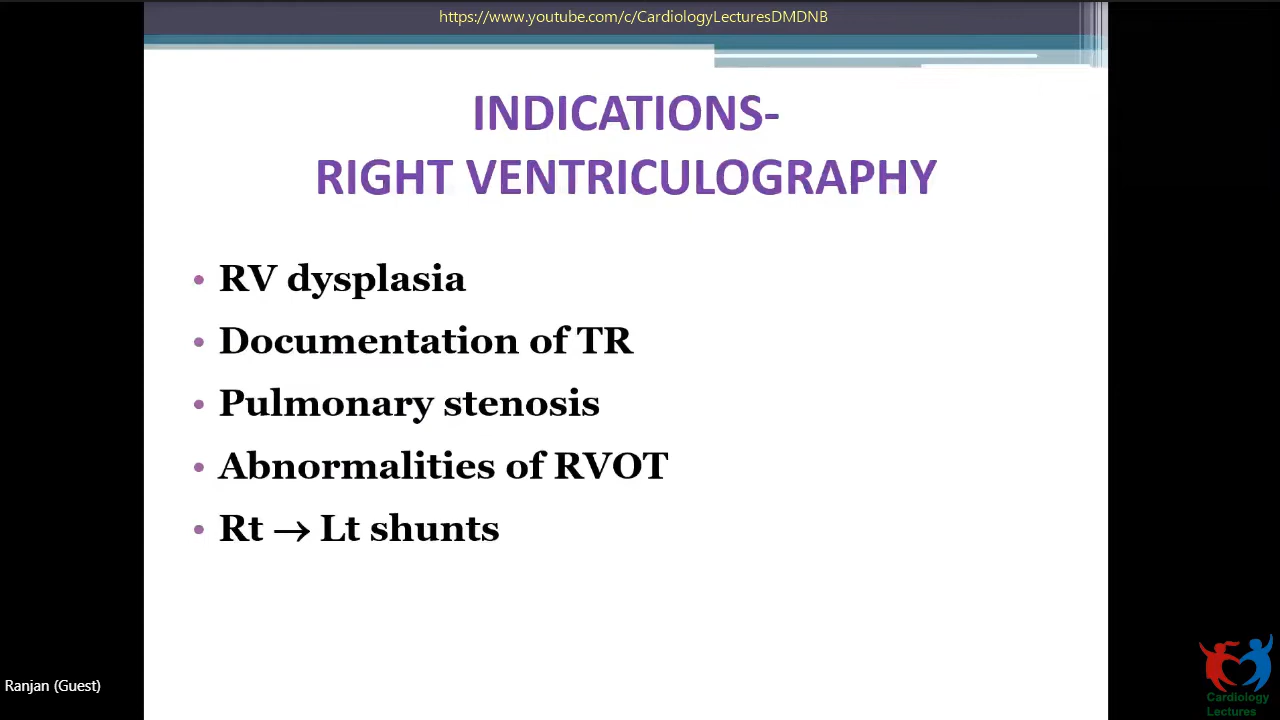 https://www.youtube.com/c/CardiologyLecturesDMDNB
INDICATIONS-
RIGHT VENTRICULOGRAPHY
• RV dysplasia
• Documentation of TR
• Pulmonary stenosis
• Abnormalities of RVOT
• Rt → Lt shunts
Ranjan (Guest)
Cardiology
Lectures